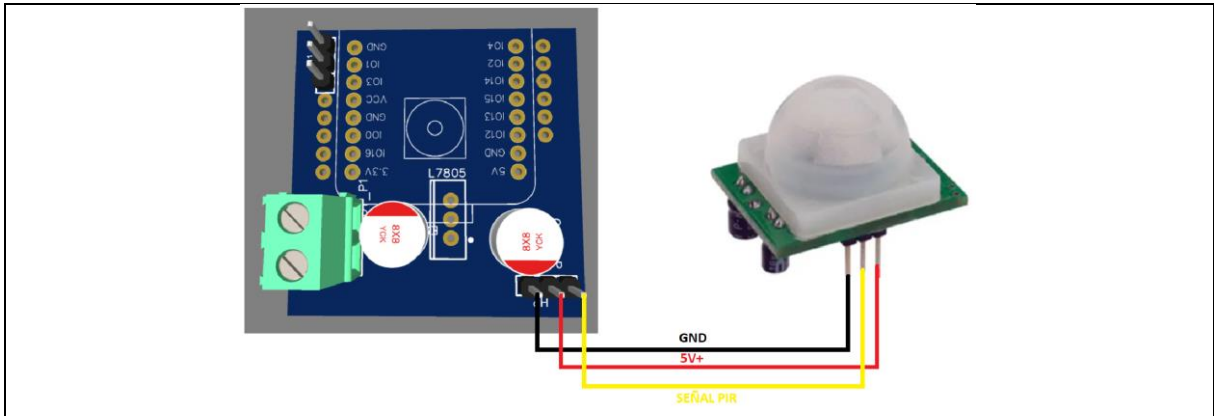 GND
IO1
IO3
VCC
GND
IO0
IO16
3.3V
IO4
IO2
IO14
IO15
IO13
IO12
GND
5V
_P1
L7805
8X8
YCK
8X8
YCK
GND
5V+
SEÑAL PIR